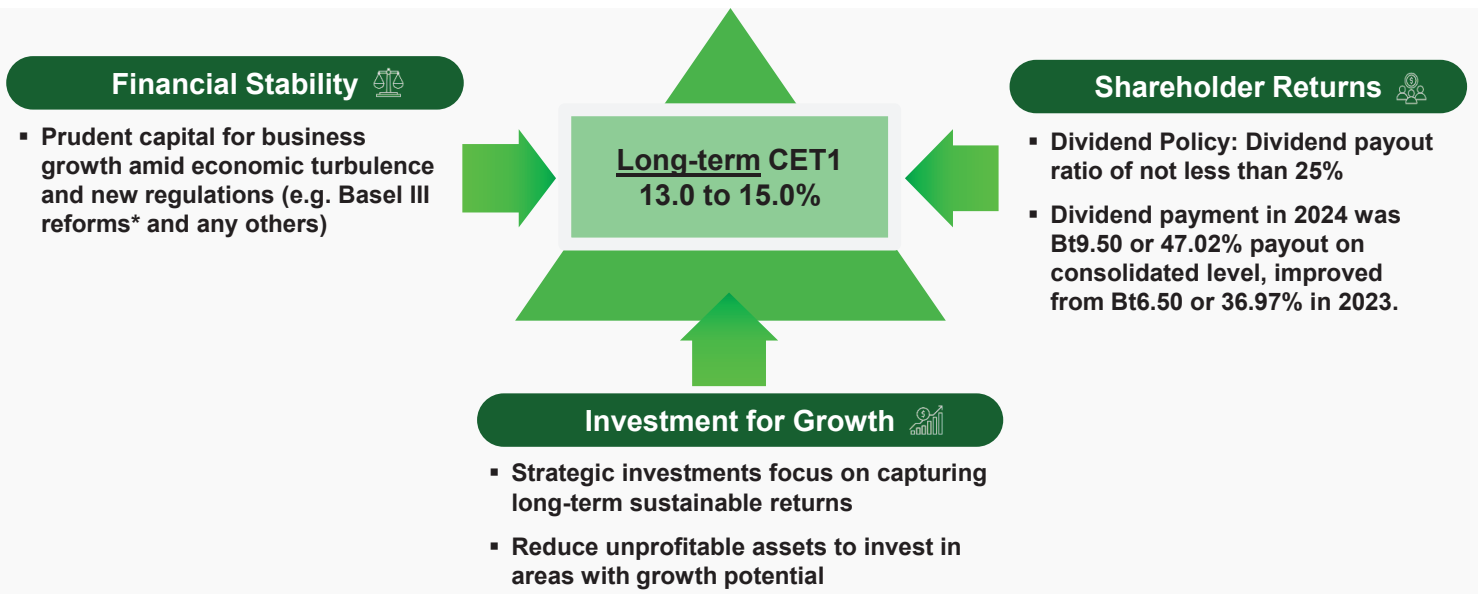 Financial Stability
▪ Prudent capital for business
growth amid economic turbulence
and new regulations (e.g. Basel III
reforms* and any others)
Long-term CET1
13.0 to 15.0%
Shareholder Returns
▪ Dividend Policy: Dividend payout
ratio of not less than 25%
▪ Dividend payment in 2024 was
Bt9.50 or 47.02% payout on
consolidated level, improved
from Bt6.50 or 36.97% in 2023.
Investment for Growth
▪ Strategic investments focus on capturing
long-term sustainable returns
▪ Reduce unprofitable assets to invest in
areas with growth potential